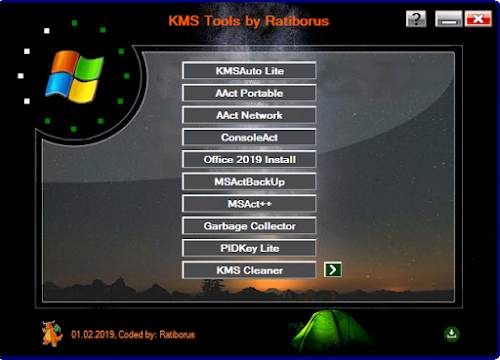 KMS Tools by Ratiborus
?
KMSAuto Lite
AAct Portable
AAct Network
ConsoleAct
Office 2019 Install
MSActBackUp
MSAct++
Garbage Collector
PIDKey Lite
KMS Cleaner
01.02.2019, Coded by: Ratiborus